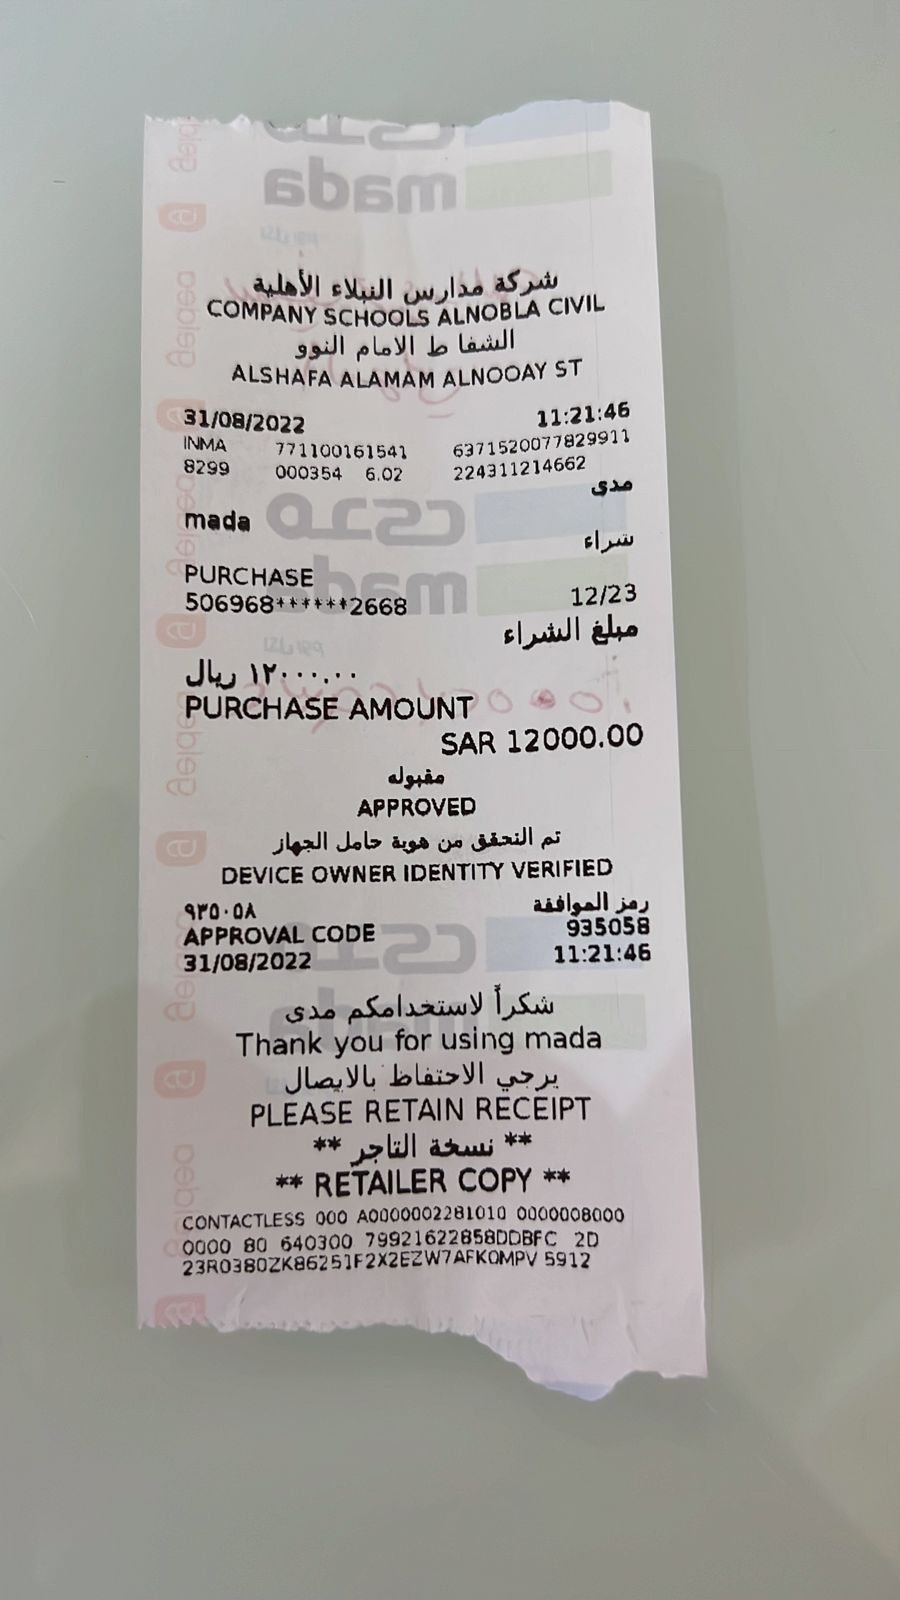 mada
شركة مدارس النبلاء الأهلية
COMPANY SCHOOLS ALNOBLA CIVIL
الشفا ط الامام النوو
ALSHAFA ALAMAM ALNOOAY ST
31/08/2022 11:21:46
INMA 771100161541 6371520077829911
8299 000354 6.02 224311214662
مدى
mada
شراء
PURCHASE
506968******2668 12/23
مبلغ الشراء
١٢٠٠٠.٠٠ ريال
PURCHASE AMOUNT
SAR 12000.00
مقبوله
APPROVED
تم التحقق من هوية حامل الجهاز
DEVICE OWNER IDENTITY VERIFIED
٩٣٥٠٥٨ رمز الموافقة
APPROVAL CODE 935058
31/08/2022 11:21:46
شكراً لاستخدامكم مدى
Thank you for using mada
يرجي الاحتفاظ بالايصال
PLEASE RETAIN RECEIPT
** نسخة التاجر **
** RETAILER COPY **
CONTACTLESS 000 A0000002281010 0000008000
0000 80 640300 79921622858DDBFC 2D
23R0380ZK86251F2X2EZW7AFK0MPV 5912